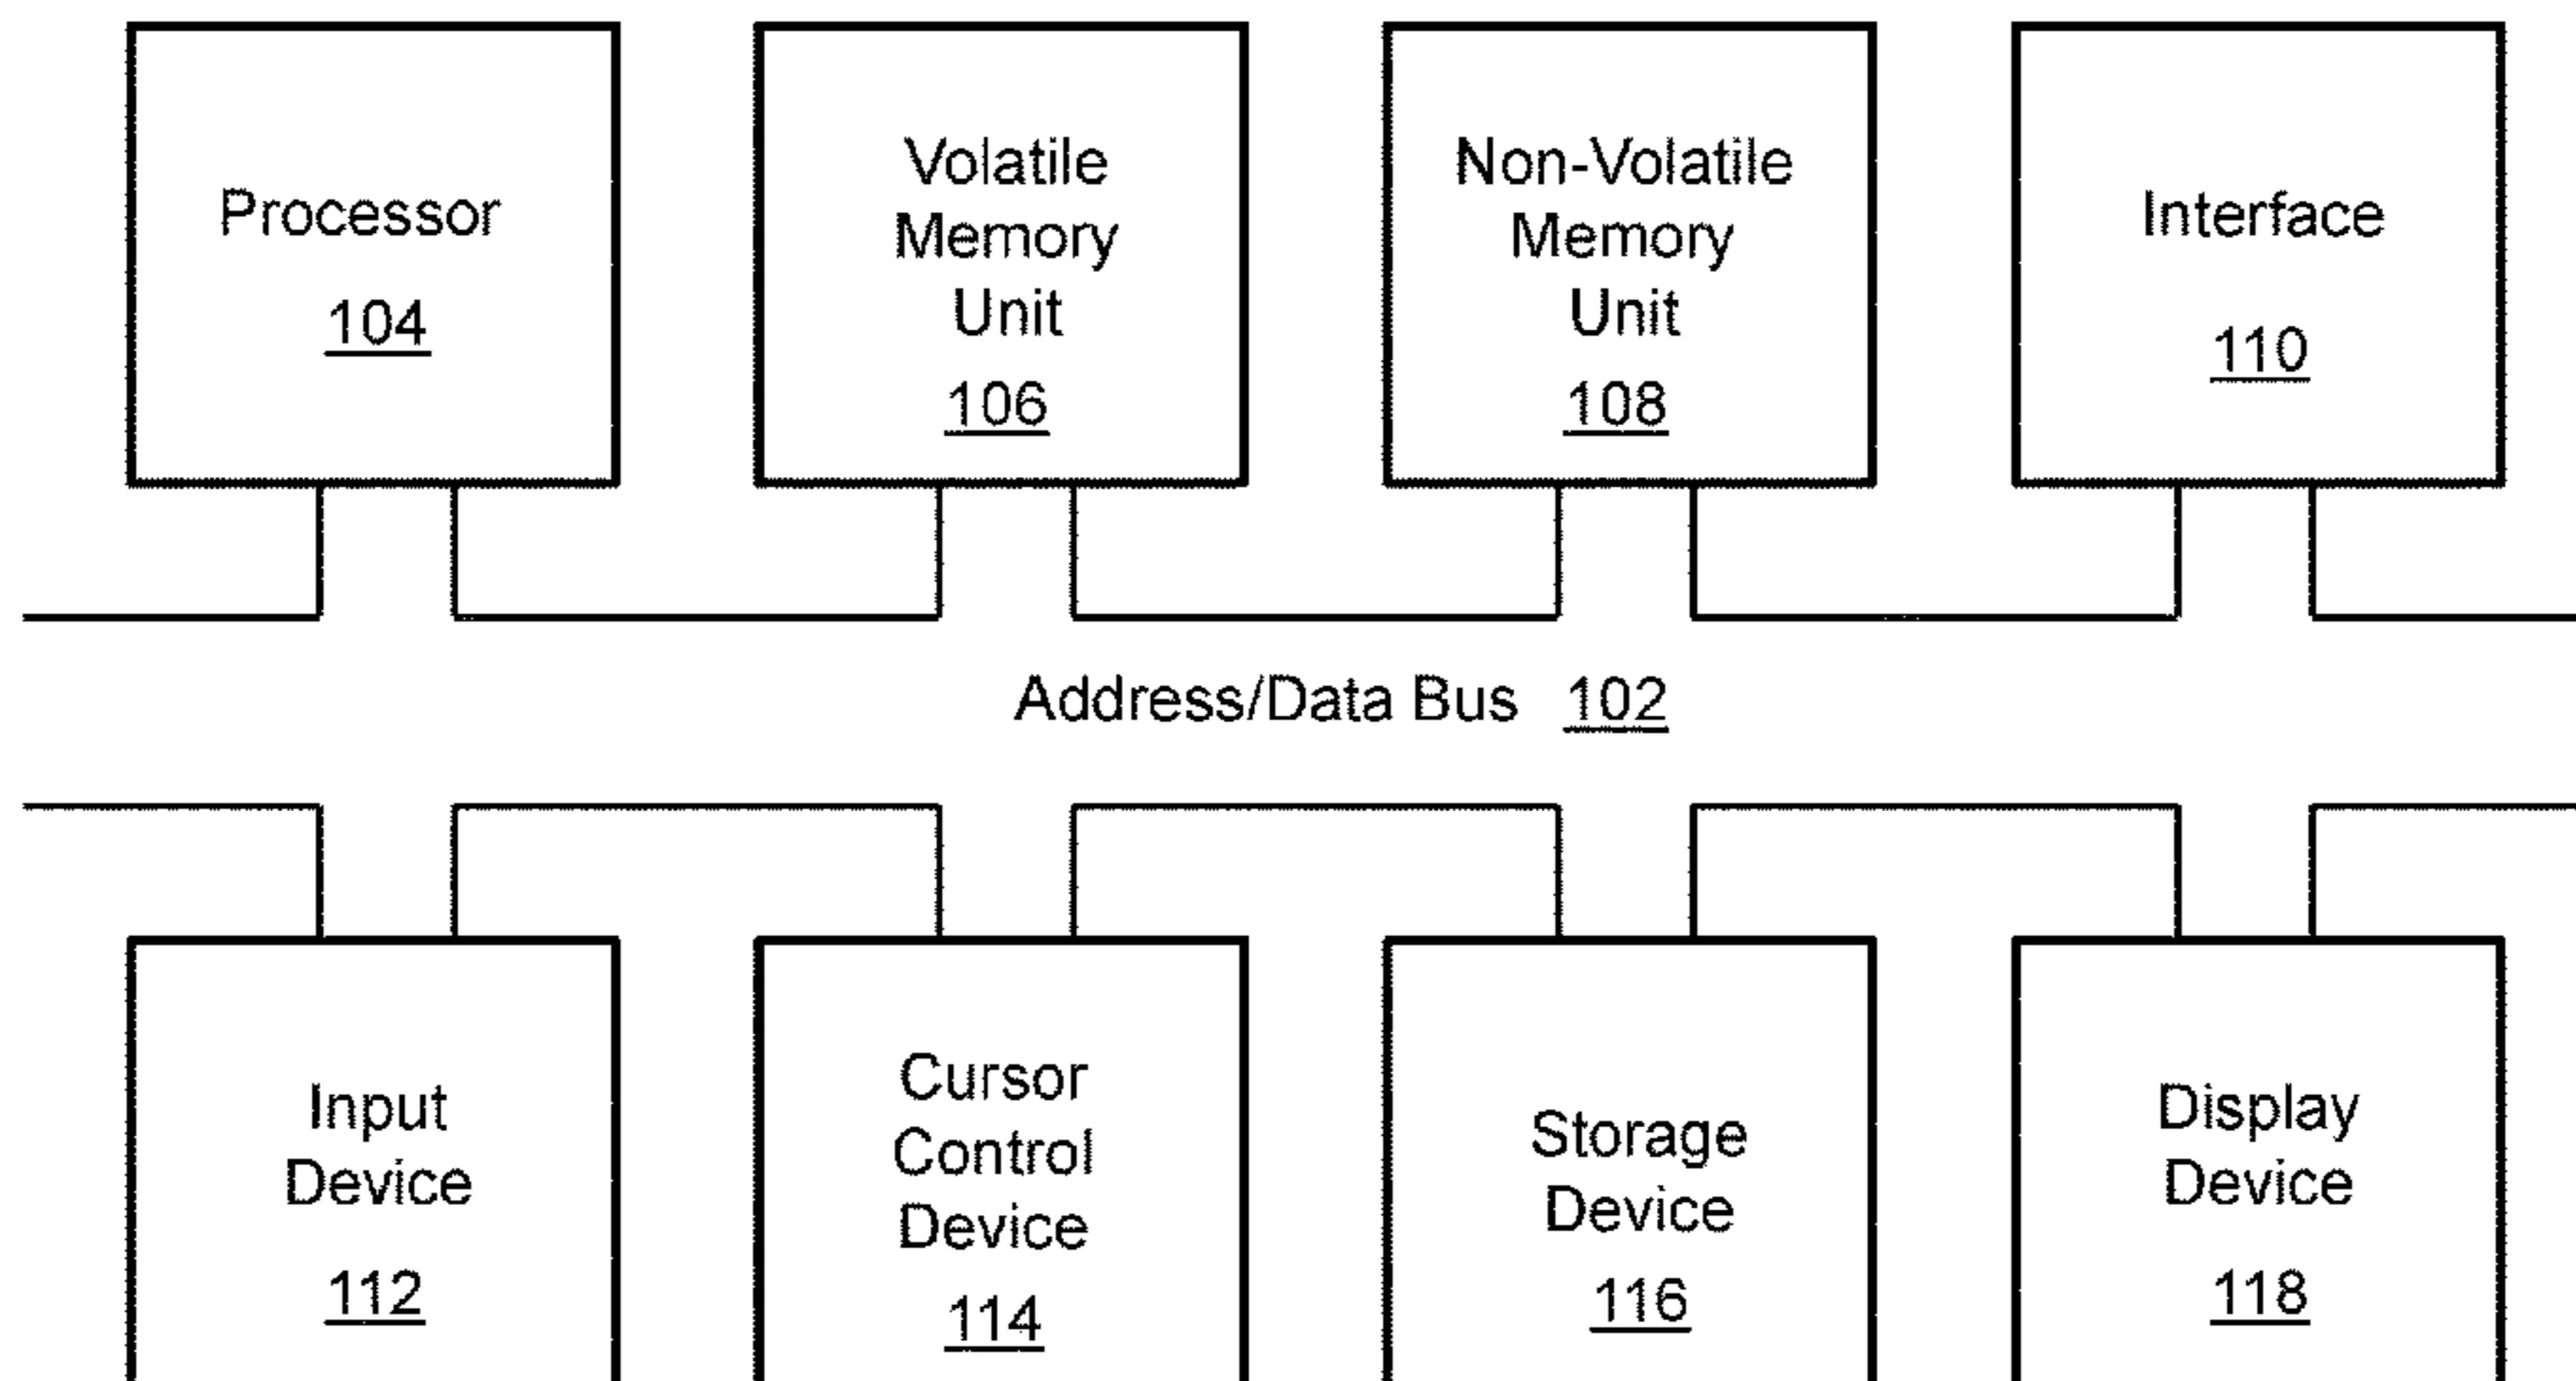 Processor
104
Volatile
Memory
Unit
106
Non-Volatile
Memory
Unit
108
Interface
110
Address/Data Bus 102
Input
Device
112
Cursor
Control
Device
114
Storage
Device
116
Display
Device
118